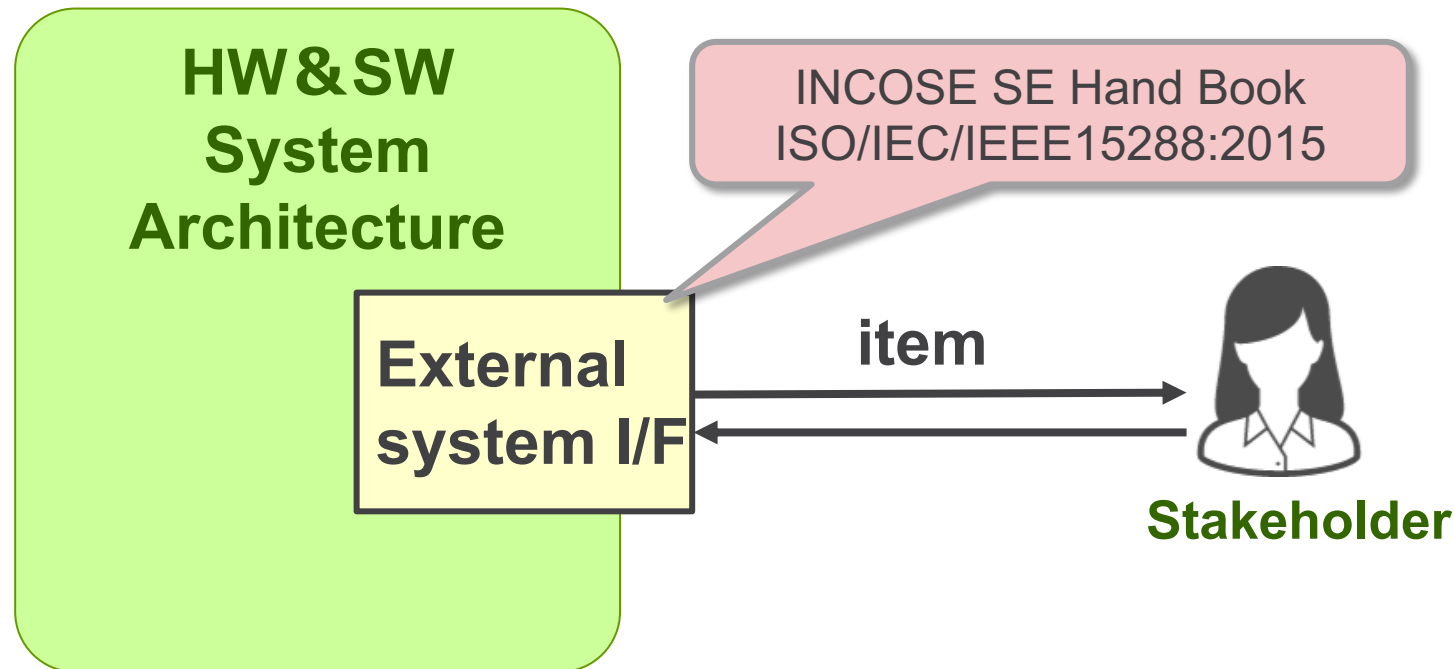 HW&SW
System
Architecture
INCOSE SE Hand Book
ISO/IEC/IEEE15288:2015
External
system I/F
item
Stakeholder